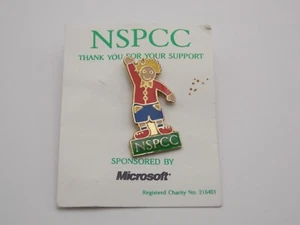 NSPCC
THANK YOU FOR YOUR SUPPORT
NSPCC
SPONSORED BY
Microsoft
Registered Charity No. 216401